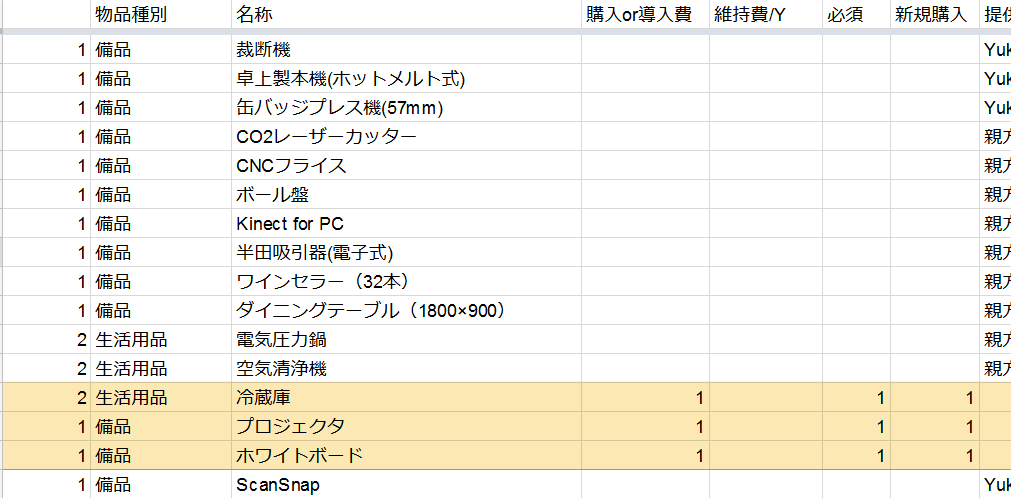 物品種別 名称 購入or導入費 維持費/Y 必須 新規購入 提供
1 備品 裁断機 Yuk
1 備品 卓上製本機(ホットメルト式) Yuk
1 備品 缶バッジプレス機(57mm) Yuk
1 備品 CO2レーザーカッター 親方
1 備品 CNCフライス 親方
1 備品 ボール盤 親方
1 備品 Kinect for PC 親方
1 備品 半田吸引器(電子式) 親方
1 備品 ワインセラー（32本） 親方
1 備品 ダイニングテーブル（1800×900） 親方
2 生活用品 電気圧力鍋 親方
2 生活用品 空気清浄機 親方
2 生活用品 冷蔵庫 1 1 1
1 備品 プロジェクタ 1 1 1
1 備品 ホワイトボード 1 1 1
1 備品 ScanSnap Yuk